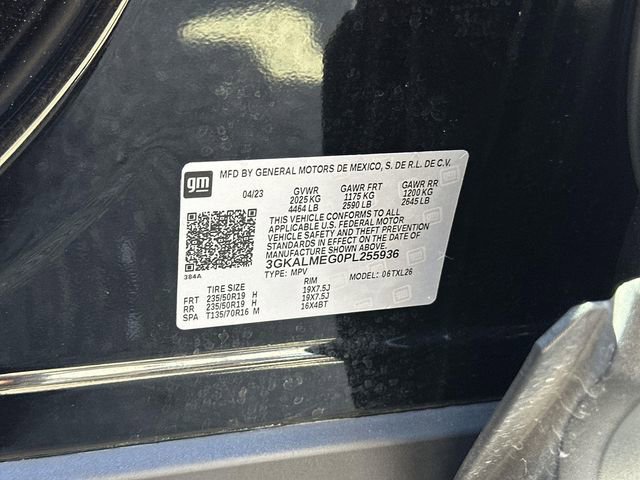 gm
MFD BY GENERAL MOTORS DE MEXICO, S. DE R.L. DE C.V.
04/23 GVWR GAWR FRT GAWR RR
2025 KG 1175 KG 1200 KG
4464 LB 2590 LB 2645 LB
THIS VEHICLE CONFORMS TO ALL
APPLICABLE U.S. FEDERAL MOTOR
VEHICLE SAFETY AND THEFT PREVENTION
STANDARDS IN EFFECT ON THE DATE OF
MANUFACTURE SHOWN ABOVE.
3GKALMEG0PL255936
384A TYPE: MPV MODEL: 06TXL26
TIRE SIZE RIM
FRT 235/50R19 H 19X7.5J
RR 235/50R19 H 19X7.5J
SPA T135/70R16 M 16X4BT